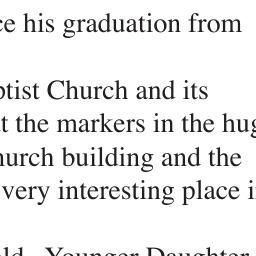 ce his graduation from
ptist Church and its
t the markers in the hug
hurch building and the
very interesting place i
ld Younger Daughter